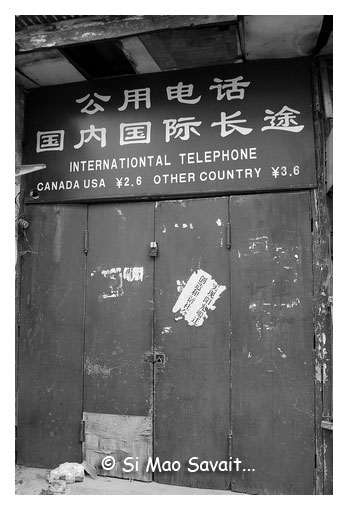 公用电话
国内国际长途
INTERNATIONTAL TELEPHONE
CANADA USA ¥2.6 OTHER COUNTRY ¥3.6
© Si Mao Savait...